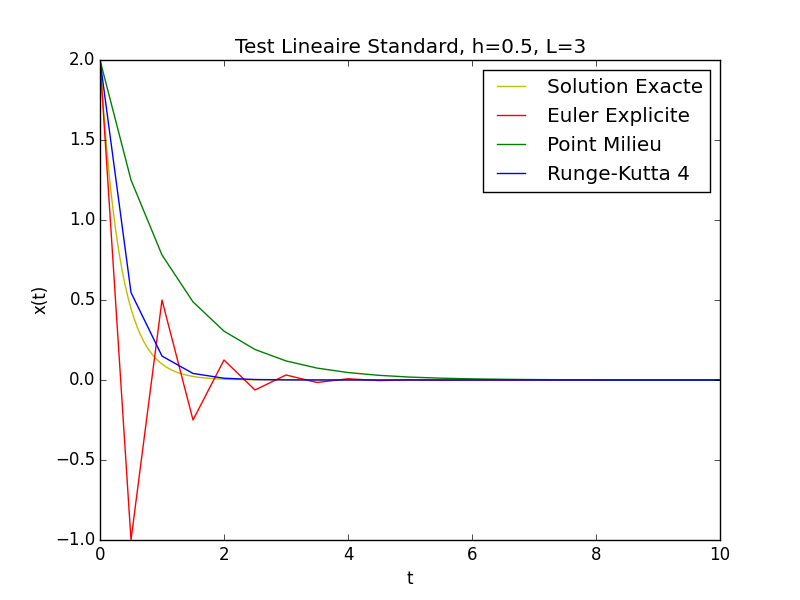 Test Lineaire Standard, h=0.5, L=3
Solution Exacte
Euler Explicite
Point Milieu
Runge-Kutta 4
x(t)
2.0
1.5
1.0
0.5
0.0
−0.5
−1.0
0 2 4 6 8 10
t